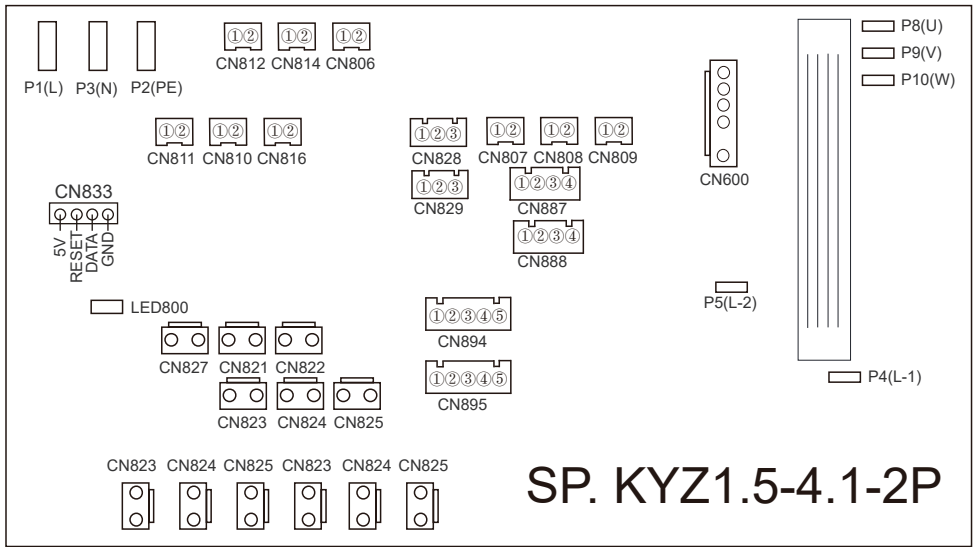 ①② ①② ①②
CN812 CN814 CN806
P1(L) P3(N) P2(PE)
P8(U)
P9(V)
P10(W)
①② ①② ①②
CN811 CN810 CN816
①②③ ①② ①② ①②
CN828 CN807 CN808 CN809
CN600
①②③ ①②③④
CN829 CN887
CN833
5V
RESET
DATA
GND
①②③④
CN888
LED800
P5(L-2)
①②③④⑤
CN894
CN827 CN821 CN822
①②③④⑤
CN895
P4(L-1)
CN823 CN824 CN825
CN823 CN824 CN825 CN823 CN824 CN825
SP. KYZ1.5-4.1-2P